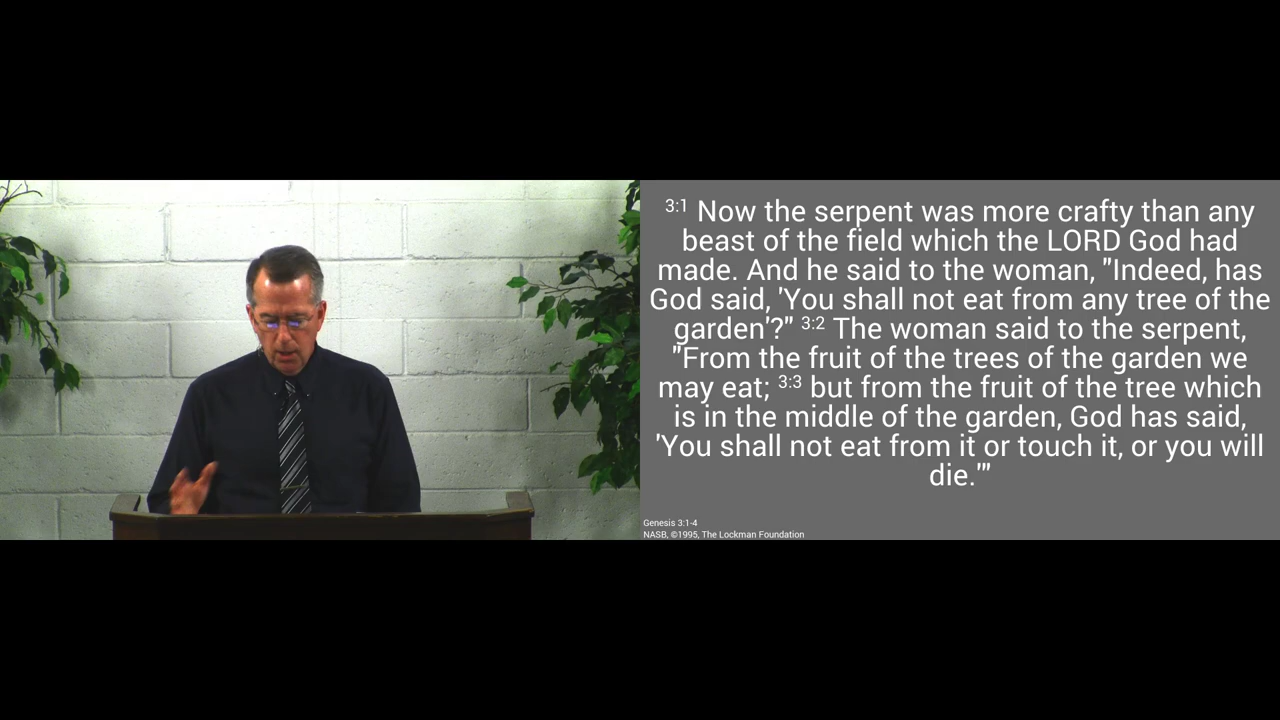 3:1 Now the serpent was more crafty than any
beast of the field which the LORD God had
made. And he said to the woman, "Indeed, has
God said, 'You shall not eat from any tree of the
garden'?" 3:2 The woman said to the serpent,
"From the fruit of the trees of the garden we
may eat; 3:3 but from the fruit of the tree which
is in the middle of the garden, God has said,
'You shall not eat from it or touch it, or you will
die.'"
Genesis 3:1-4
NASB, ©1995, The Lockman Foundation